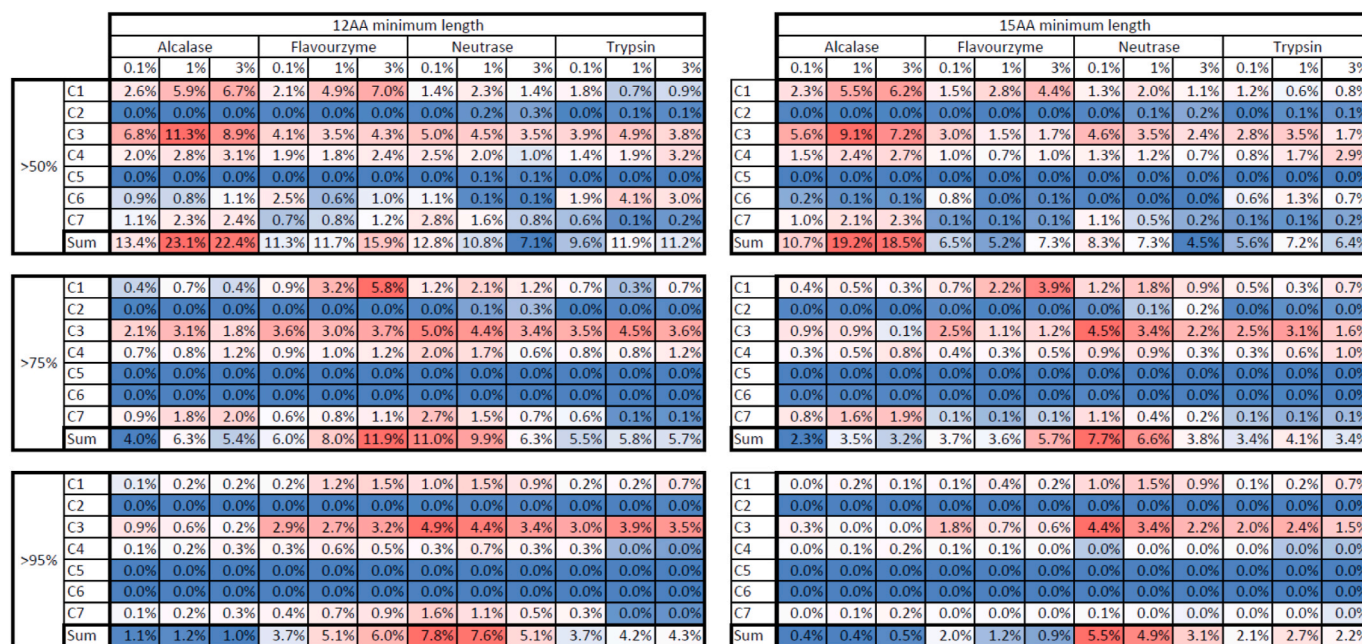 12AA minimum length 15AA minimum length
Alcalase Flavourzyme Neutrase Trypsin Alcalase Flavourzyme Neutrase Trypsin
0.1% 1% 3% 0.1% 1% 3% 0.1% 1% 3% 0.1% 1% 3% 0.1% 1% 3% 0.1% 1% 3% 0.1% 1% 3% 0.1% 1% 3%
C1 2.6% 5.9% 6.7% 2.1% 4.9% 7.0% 1.4% 2.3% 1.4% 1.8% 0.7% 0.9% C1 2.3% 5.5% 6.2% 1.5% 2.8% 4.4% 1.3% 2.0% 1.1% 1.2% 0.6% 0.8%
C2 0.0% 0.0% 0.0% 0.0% 0.0% 0.0% 0.0% 0.2% 0.3% 0.0% 0.1% 0.1% C2 0.0% 0.0% 0.0% 0.0% 0.0% 0.0% 0.0% 0.1% 0.2% 0.0% 0.1% 0.1%
C3 6.8% 11.3% 8.9% 4.1% 3.5% 4.3% 5.0% 4.5% 3.5% 3.9% 4.9% 3.8% C3 5.6% 9.1% 7.2% 3.0% 1.5% 1.7% 4.6% 3.5% 2.4% 2.8% 3.5% 1.7%
>50% C4 2.0% 2.8% 3.1% 1.9% 1.8% 2.4% 2.5% 2.0% 1.0% 1.4% 1.9% 3.2% >50% C4 1.5% 2.4% 2.7% 1.0% 0.7% 1.0% 1.3% 1.2% 0.7% 0.8% 1.7% 2.9%
C5 0.0% 0.0% 0.0% 0.0% 0.0% 0.0% 0.0% 0.1% 0.1% 0.0% 0.0% 0.0% C5 0.0% 0.0% 0.0% 0.0% 0.0% 0.0% 0.0% 0.0% 0.0% 0.0% 0.0% 0.0%
C6 0.9% 0.8% 1.1% 2.5% 0.6% 1.0% 1.1% 0.1% 0.1% 1.9% 4.1% 3.0% C6 0.2% 0.1% 0.1% 0.8% 0.0% 0.1% 0.0% 0.0% 0.0% 0.6% 1.3% 0.7%
C7 1.1% 2.3% 2.4% 0.7% 0.8% 1.2% 2.8% 1.6% 0.8% 0.6% 0.1% 0.2% C7 1.0% 2.1% 2.3% 0.1% 0.1% 0.1% 1.1% 0.5% 0.2% 0.1% 0.1% 0.2%
Sum 13.4% 23.1% 22.4% 11.3% 11.7% 15.9% 12.8% 10.8% 7.1% 9.6% 11.9% 11.2% Sum 10.7% 19.2% 18.5% 6.5% 5.2% 7.3% 8.3% 7.3% 4.5% 5.6% 7.2% 6.4%
C1 0.4% 0.7% 0.4% 0.9% 3.2% 5.8% 1.2% 2.1% 1.2% 0.7% 0.3% 0.7% C1 0.4% 0.5% 0.3% 0.7% 2.2% 3.9% 1.2% 1.8% 0.9% 0.5% 0.3% 0.7%
C2 0.0% 0.0% 0.0% 0.0% 0.0% 0.0% 0.0% 0.1% 0.3% 0.0% 0.0% 0.0% C2 0.0% 0.0% 0.0% 0.0% 0.0% 0.0% 0.0% 0.1% 0.2% 0.0% 0.0% 0.0%
C3 2.1% 3.1% 1.8% 3.6% 3.0% 3.7% 5.0% 4.4% 3.4% 3.5% 4.5% 3.6% C3 0.9% 0.9% 0.1% 2.5% 1.1% 1.2% 4.5% 3.4% 2.2% 2.5% 3.1% 1.6%
>75% C4 0.7% 0.8% 1.2% 0.9% 1.0% 1.2% 2.0% 1.7% 0.6% 0.8% 0.8% 1.2% >75% C4 0.3% 0.5% 0.8% 0.4% 0.3% 0.5% 0.9% 0.9% 0.3% 0.3% 0.6% 1.0%
C5 0.0% 0.0% 0.0% 0.0% 0.0% 0.0% 0.0% 0.0% 0.0% 0.0% 0.0% 0.0% C5 0.0% 0.0% 0.0% 0.0% 0.0% 0.0% 0.0% 0.0% 0.0% 0.0% 0.0% 0.0%
C6 0.0% 0.0% 0.0% 0.0% 0.0% 0.0% 0.0% 0.0% 0.0% 0.0% 0.0% 0.0% C6 0.0% 0.0% 0.0% 0.0% 0.0% 0.0% 0.0% 0.0% 0.0% 0.0% 0.0% 0.0%
C7 0.9% 1.8% 2.0% 0.6% 0.8% 1.1% 2.7% 1.5% 0.7% 0.6% 0.1% 0.1% C7 0.8% 1.6% 1.9% 0.1% 0.1% 0.1% 1.1% 0.4% 0.2% 0.1% 0.1% 0.1%
Sum 4.0% 6.3% 5.4% 6.0% 8.0% 11.9% 11.0% 9.9% 6.3% 5.5% 5.8% 5.7% Sum 2.3% 3.5% 3.2% 3.7% 3.6% 5.7% 7.7% 6.6% 3.8% 3.4% 4.1% 3.4%
C1 0.1% 0.2% 0.2% 0.2% 1.2% 1.5% 1.0% 1.5% 0.9% 0.2% 0.2% 0.7% C1 0.0% 0.2% 0.1% 0.1% 0.4% 0.2% 1.0% 1.5% 0.9% 0.1% 0.2% 0.7%
C2 0.0% 0.0% 0.0% 0.0% 0.0% 0.0% 0.0% 0.0% 0.0% 0.0% 0.0% 0.0% C2 0.0% 0.0% 0.0% 0.0% 0.0% 0.0% 0.0% 0.0% 0.0% 0.0% 0.0% 0.0%
C3 0.9% 0.6% 0.2% 2.9% 2.7% 3.2% 4.9% 4.4% 3.4% 3.0% 3.9% 3.5% C3 0.3% 0.0% 0.0% 1.8% 0.7% 0.6% 4.4% 3.4% 2.2% 2.0% 2.4% 1.5%
>95% C4 0.1% 0.2% 0.3% 0.3% 0.6% 0.5% 0.3% 0.7% 0.3% 0.3% 0.0% 0.0% >95% C4 0.0% 0.1% 0.2% 0.1% 0.1% 0.0% 0.0% 0.0% 0.0% 0.0% 0.0% 0.0%
C5 0.0% 0.0% 0.0% 0.0% 0.0% 0.0% 0.0% 0.0% 0.0% 0.0% 0.0% 0.0% C5 0.0% 0.0% 0.0% 0.0% 0.0% 0.0% 0.0% 0.0% 0.0% 0.0% 0.0% 0.0%
C6 0.0% 0.0% 0.0% 0.0% 0.0% 0.0% 0.0% 0.0% 0.0% 0.0% 0.0% 0.0% C6 0.0% 0.0% 0.0% 0.0% 0.0% 0.0% 0.0% 0.0% 0.0% 0.0% 0.0% 0.0%
C7 0.1% 0.2% 0.3% 0.4% 0.7% 0.9% 1.6% 1.1% 0.5% 0.3% 0.0% 0.0% C7 0.0% 0.1% 0.2% 0.0% 0.0% 0.0% 0.1% 0.0% 0.0% 0.0% 0.0% 0.0%
Sum 1.1% 1.2% 1.0% 3.7% 5.1% 6.0% 7.8% 7.6% 5.1% 3.7% 4.2% 4.3% Sum 0.4% 0.4% 0.5% 2.0% 1.2% 0.9% 5.5% 4.9% 3.1% 2.1% 2.7% 2.2%